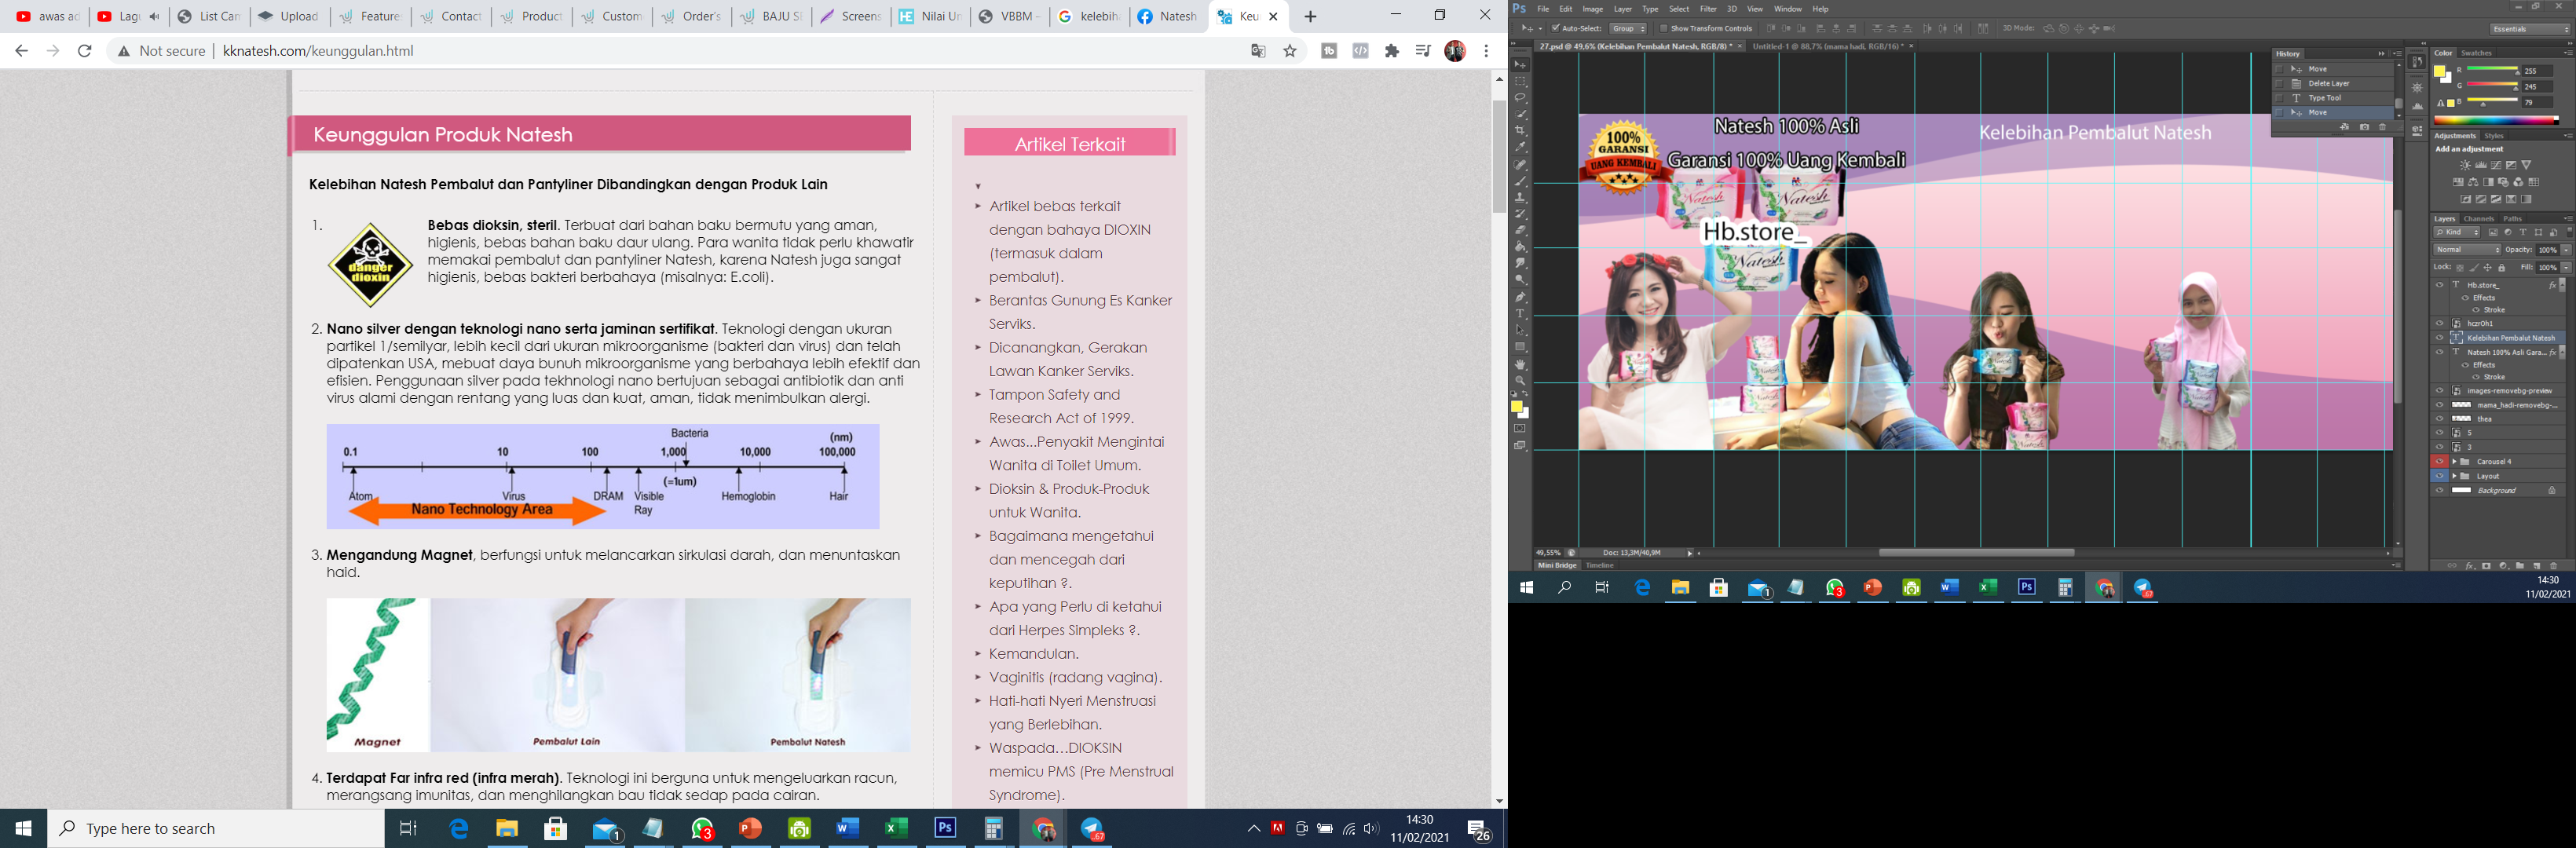 awas ad
Lagu
List Can
Upload
Feature
Contact
Product
Custom
Order's
BAJU SE
Screens
Nilai Un
VBBM –
kelebiha
Natesh
Keun
Not secure | kknatesh.com/keunggulan.html
Keunggulan Produk Natesh
Kelebihan Natesh Pembalut dan Pantyliner Dibandingkan dengan Produk Lain
1.
danger
dioxin
Bebas dioksin, steril. Terbuat dari bahan baku bermutu yang aman,
higienis, bebas bahan baku daur ulang. Para wanita tidak perlu khawatir
memakai pembalut dan pantyliner Natesh, karena Natesh juga sangat
higienis, bebas bakteri berbahaya (misalnya: E.coli).
2. Nano silver dengan teknologi nano serta jaminan sertifikat. Teknologi dengan ukuran
partikel 1/semilyar, lebih kecil dari ukuran mikroorganisme (bakteri dan virus) dan telah
dipatenkan USA, mebuat daya bunuh mikroorganisme yang berbahaya lebih efektif dan
efisien. Penggunaan silver pada tekhnologi nano bertujuan sebagai antibiotik dan anti
virus alami dengan rentang yang luas dan kuat, aman, tidak menimbulkan alergi.
Bacteria
(nm)
0.1 10 100 1,000 10,000 100,000
(=1um)
Atom Virus DRAM Visible Hemoglobin Hair
Ray
Nano Technology Area
3. Mengandung Magnet, berfungsi untuk melancarkan sirkulasi darah, dan menuntaskan
haid.
Magnet
Pembalut Lain
Pembalut Natesh
4. Terdapat Far infra red (infra merah). Teknologi ini berguna untuk mengeluarkan racun,
merangsang imunitas, dan menghilangkan bau tidak sedap pada cairan.
Artikel Terkait
Artikel bebas terkait
dengan bahaya DIOXIN
(termasuk dalam
pembalut).
Berantas Gunung Es Kanker
Serviks.
Dicanangkan, Gerakan
Lawan Kanker Serviks.
Tampon Safety and
Research Act of 1999.
Awas...Penyakit Mengintai
Wanita di Toilet Umum.
Dioksin & Produk-Produk
untuk Wanita.
Bagaimana mengetahui
dan mencegah dari
keputihan ?.
Apa yang Perlu di ketahui
dari Herpes Simpleks ?.
Kemandulan.
Vaginitis (radang vagina).
Hati-hati Nyeri Menstruasi
yang Berlebihan.
Waspada...DIOKSIN
memicu PMS (Pre Menstrual
Syndrome).
Type here to search
14:30
11/02/2021
26
Ps File Edit Image Layer Type Select Filter 3D View Window Help
Auto-Select: Group Show Transform Controls 3D Mode: Essentials
27.psd @ 49,6% (Kelebihan Pembalut Natesh, RGB/8) * × Untitled-1 @ 88,7% (mama hadi, RGB/16) * ×
100%
GARANSI
UANG KEMBALI
Natesh 100% Asli
Garansi 100% Uang Kembali
Hb.store_
Natesh
Natesh
Natesh
Kelebihan Pembalut Natesh
History
Move
Delete Layer
Type Tool
Move
Color Swatches
R 255
G 245
B 79
Adjustments Styles
Add an adjustment
Layers Channels Paths
Kind
Normal Opacity: 100%
Lock: Fill: 100%
Hb.store_ fx
Effects
Stroke
hczr0h1
Kelebihan Pembalut Natesh
Natesh 100% Asli Gara... fx
Effects
Stroke
images-removebg-preview
mama_hadi-removebg-...
thea
5
3
Carousel 4
Layout
Background
49,55% Doc: 13,3M/40,9M
Mini Bridge Timeline
14:30
11/02/2021